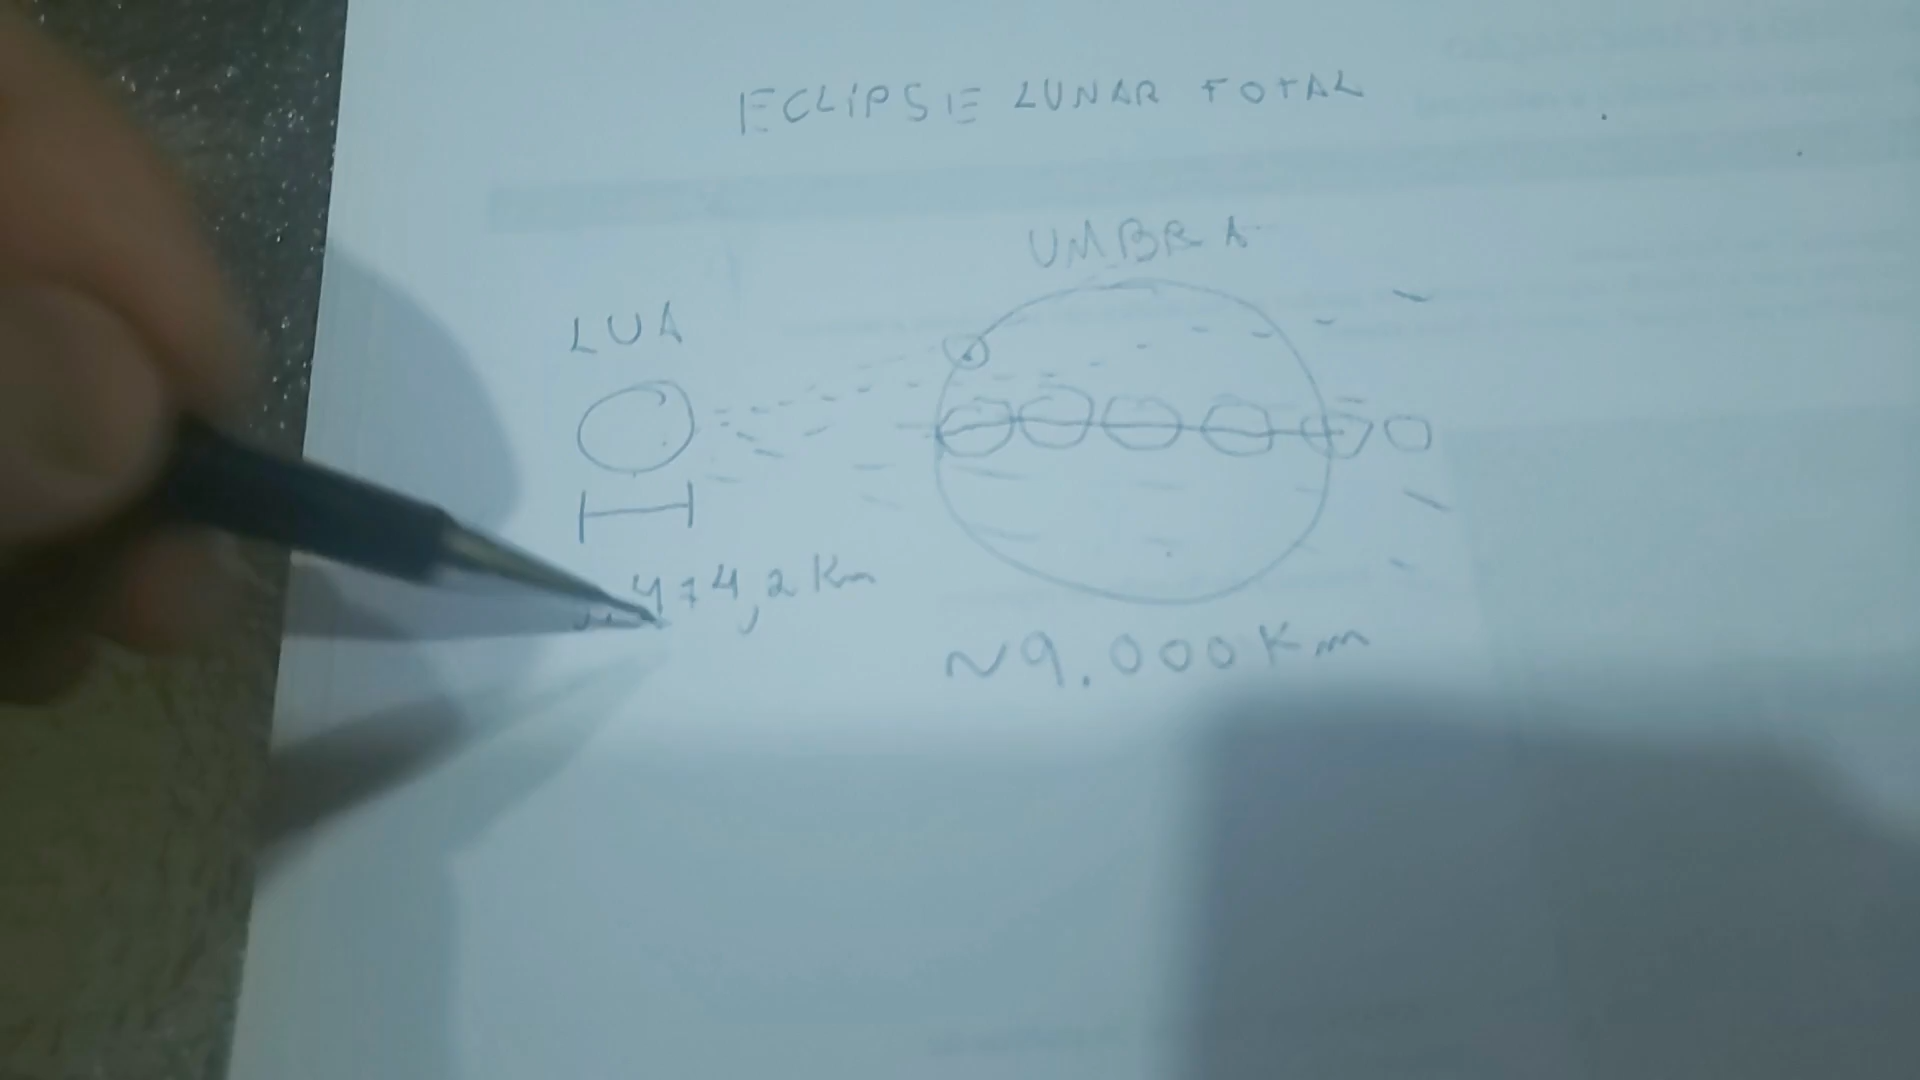 ECLIPSE LUNAR TOTAL
UMBRA
LUA
474,2 Km
~9.000 Km